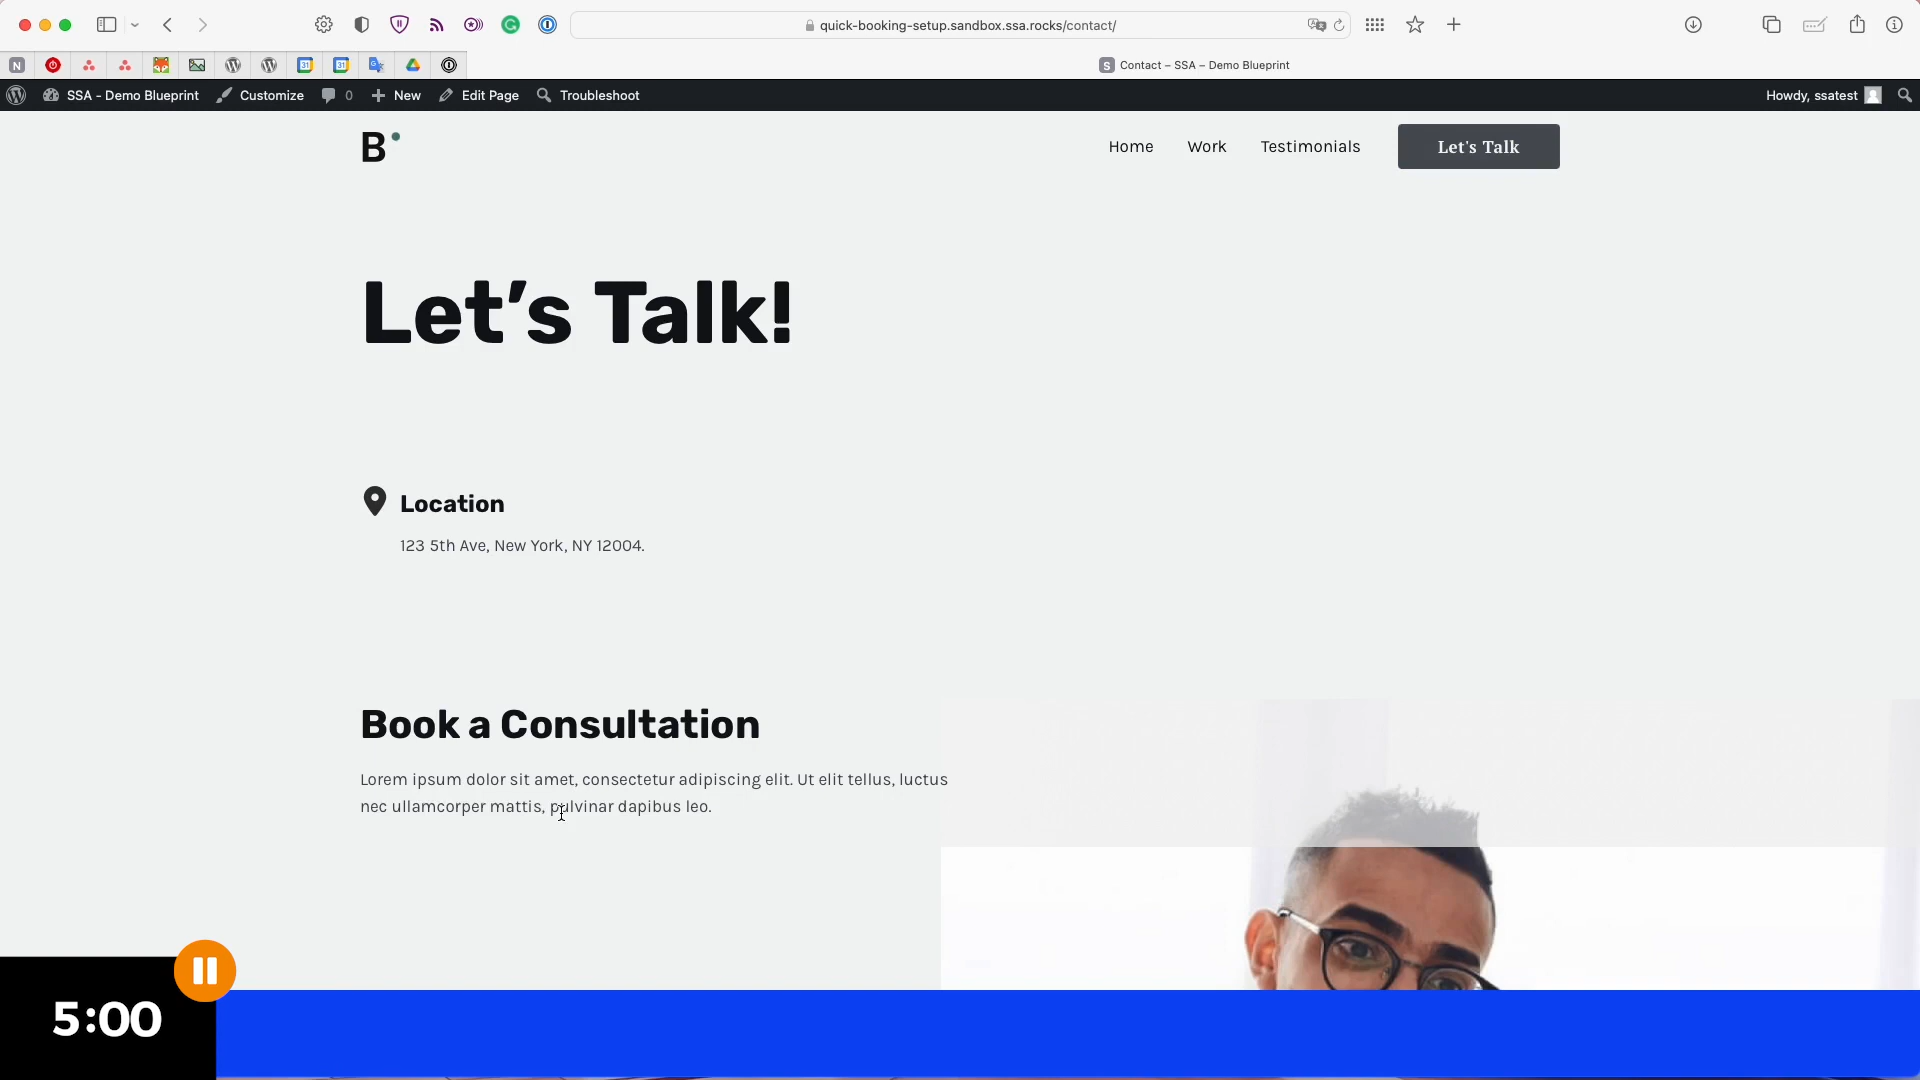 quick-booking-setup.sandbox.ssa.rocks/contact/
N
31
31
S Contact – SSA – Demo Blueprint
SSA - Demo Blueprint Customize 0 New Edit Page Troubleshoot Howdy, ssatest
B
Home Work Testimonials Let's Talk
Let's Talk!
Location
123 5th Ave, New York, NY 12004.
Book a Consultation
Lorem ipsum dolor sit amet, consectetur adipiscing elit. Ut elit tellus, luctus
nec ullamcorper mattis, pulvinar dapibus leo.
5:00